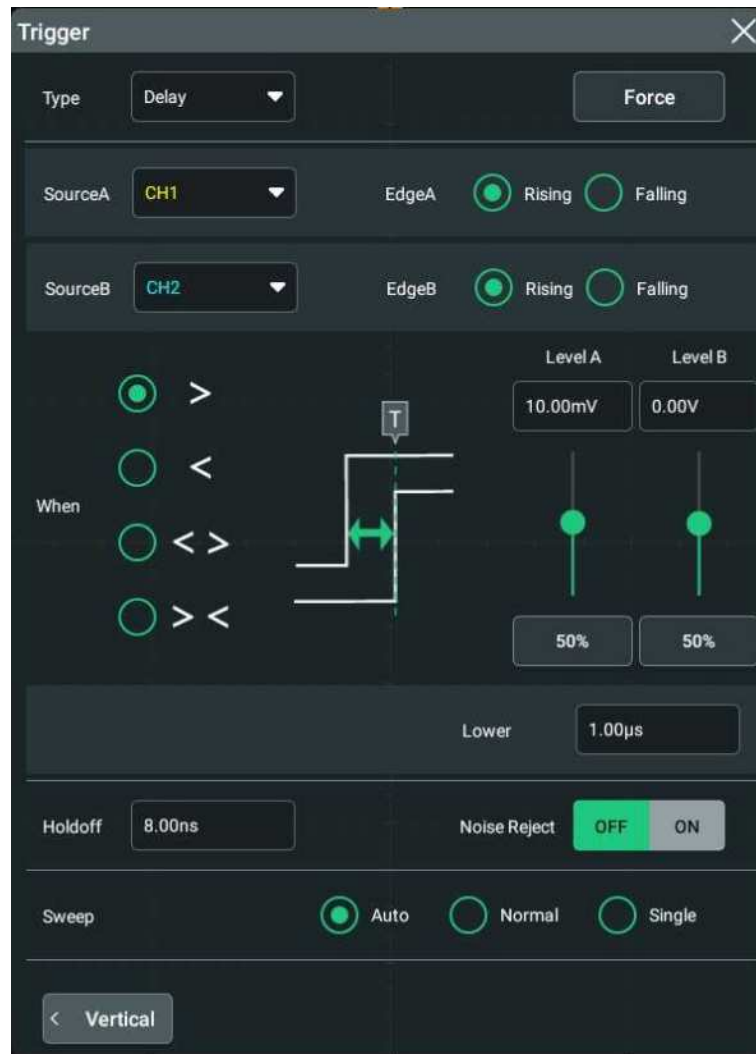 Trigger
Type Delay Force
SourceA CH1 EdgeA Rising Falling
SourceB CH2 EdgeB Rising Falling
Level A Level B
> 10.00mV 0.00V
T
<
When
< >
> <
50% 50%
Lower 1.00µs
Holdoff 8.00ns Noise Reject OFF ON
Sweep Auto Normal Single
< Vertical